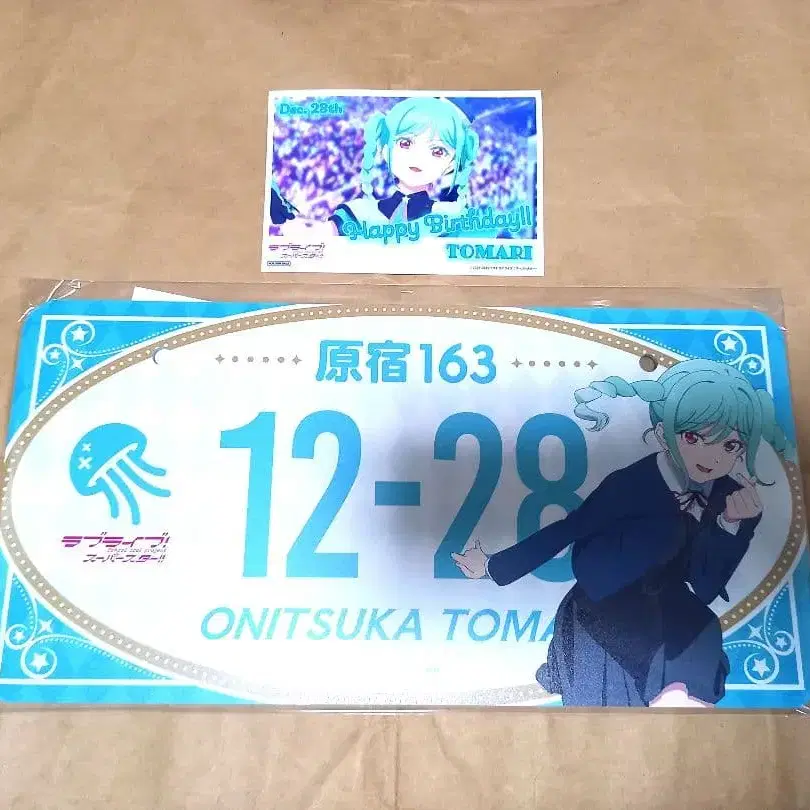 Dec. 28th
Happy Birthday!!
ラブライブ!
スーパースター!!
TOMARI
原宿163
12-28
ラブライブ!
スーパースター!!
ONITSUKA TOMA